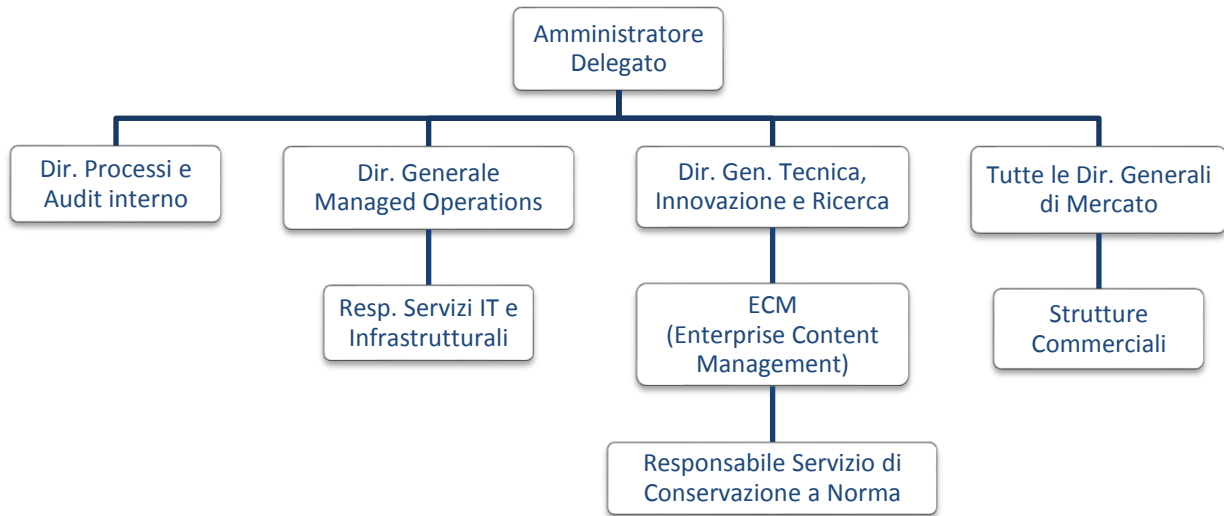 Amministratore
Delegato
Dir. Processi e
Audit interno
Dir. Generale
Managed Operations
Dir. Gen. Tecnica,
Innovazione e Ricerca
Tutte le Dir. Generali
di Mercato
Resp. Servizi IT e
Infrastrutturali
ECM
(Enterprise Content
Management)
Strutture
Commerciali
Responsabile Servizio di
Conservazione a Norma